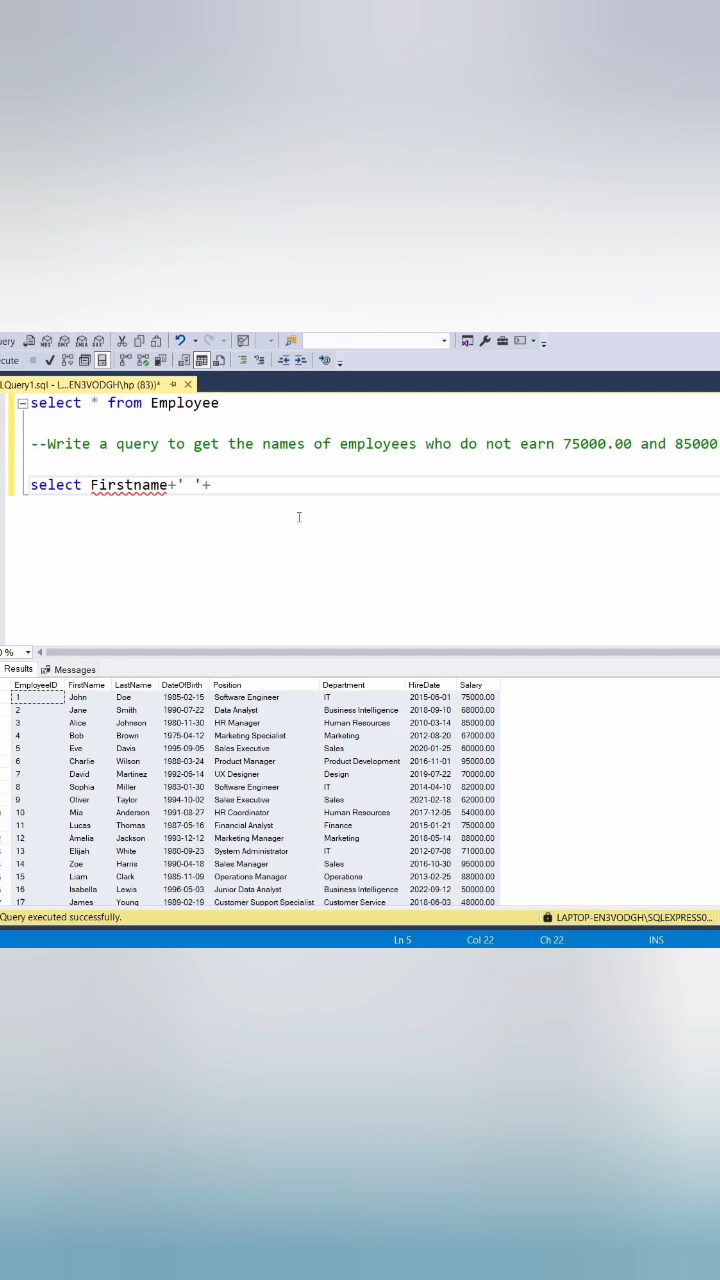 uery
cute
l.Query1.sql - L...EN3VODGH\hp (83))*
select * from Employee
--Write a query to get the names of employees who do not earn 75000.00 and 85000
select Firstname+' '+
0 %
Results Messages
EmployeeID FirstName LastName DateOfBirth Position Department HireDate Salary
1 John Doe 1985-02-15 Software Engineer IT 2015-06-01 75000.00
2 Jane Smith 1990-07-22 Data Analyst Business Intelligence 2018-09-10 68000.00
3 Alice Johnson 1980-11-30 HR Manager Human Resources 2010-03-14 85000.00
4 Bob Brown 1975-04-12 Marketing Specialist Marketing 2012-08-20 67000.00
5 Eve Davis 1995-09-05 Sales Executive Sales 2020-01-25 60000.00
6 Charlie Wilson 1988-03-24 Product Manager Product Development 2016-11-01 95000.00
7 David Martinez 1992-06-14 UX Designer Design 2019-07-22 70000.00
8 Sophia Miller 1983-01-30 Software Engineer IT 2014-04-10 82000.00
9 Oliver Taylor 1994-10-02 Sales Executive Sales 2021-02-18 62000.00
10 Mia Anderson 1991-08-27 HR Coordinator Human Resources 2017-12-05 54000.00
11 Lucas Thomas 1987-05-16 Financial Analyst Finance 2015-01-21 75000.00
12 Amelia Jackson 1993-12-12 Marketing Manager Marketing 2018-05-14 88000.00
13 Elijah White 1980-09-23 System Administrator IT 2012-07-08 71000.00
14 Zoe Harris 1990-04-18 Sales Manager Sales 2016-10-30 95000.00
15 Liam Clark 1985-11-09 Operations Manager Operations 2013-02-25 88000.00
16 Isabella Lewis 1996-05-03 Junior Data Analyst Business Intelligence 2022-09-12 50000.00
17 James Young 1989-02-19 Customer Support Specialist Customer Service 2018-06-03 48000.00
Query executed successfully. LAPTOP-EN3VODGH\SQLEXPRESS0...
Ln 5 Col 22 Ch 22 INS